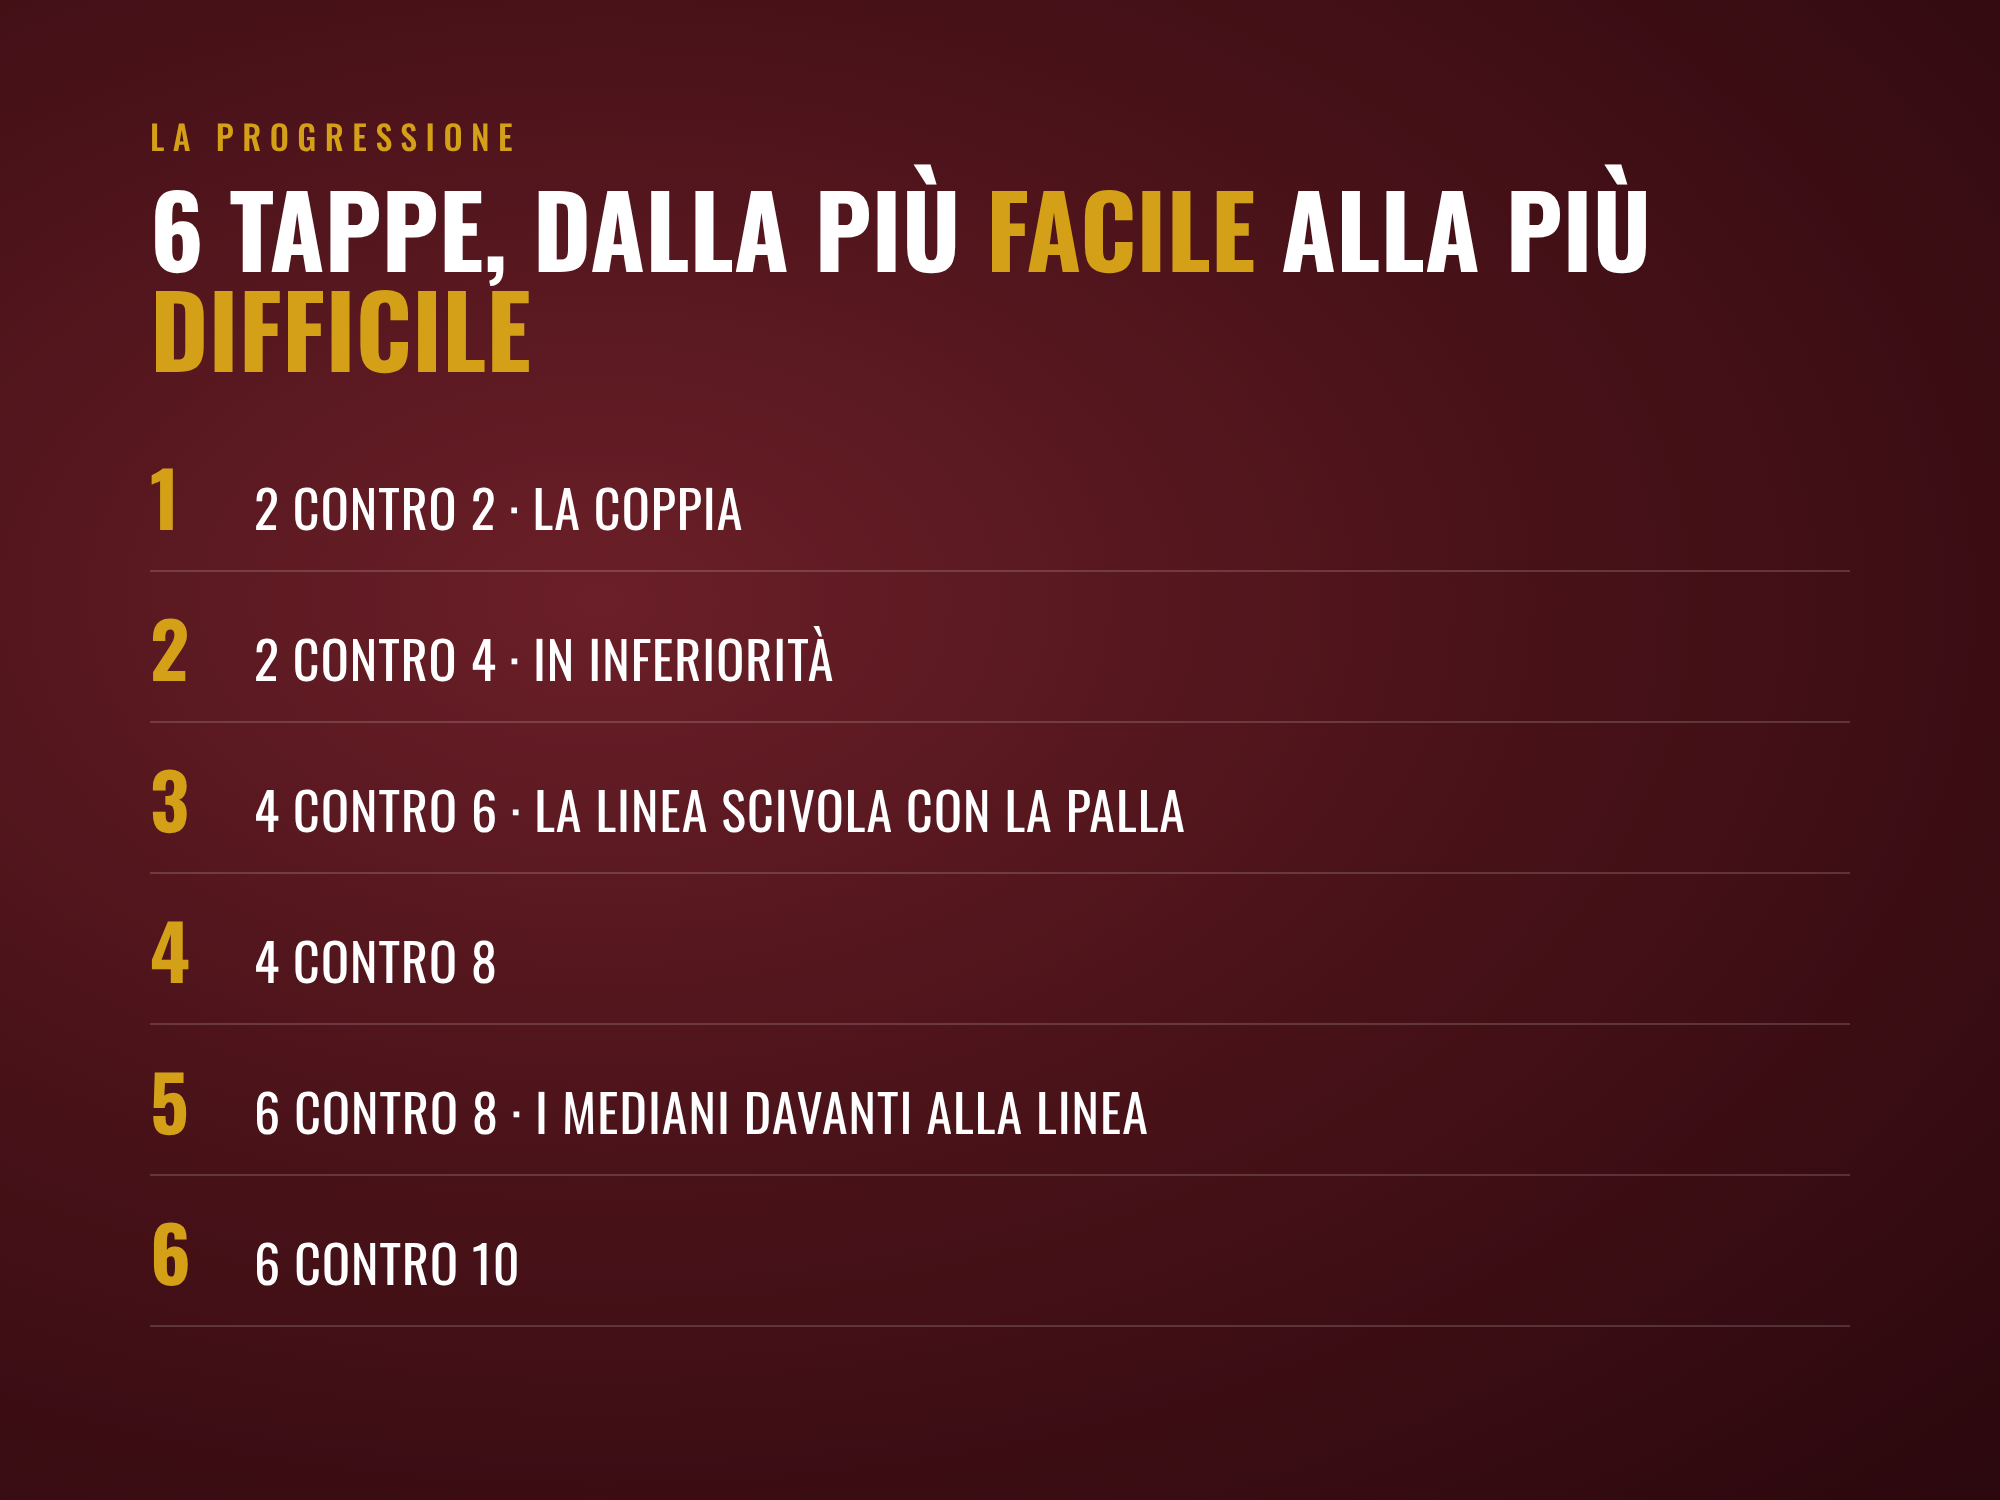 LA PROGRESSIONE
6 TAPPE, DALLA PIÙ FACILE ALLA PIÙ
DIFFICILE
1 2 CONTRO 2 · LA COPPIA
2 2 CONTRO 4 · IN INFERIORITÀ
3 4 CONTRO 6 · LA LINEA SCIVOLA CON LA PALLA
4 4 CONTRO 8
5 6 CONTRO 8 · I MEDIANI DAVANTI ALLA LINEA
6 6 CONTRO 10